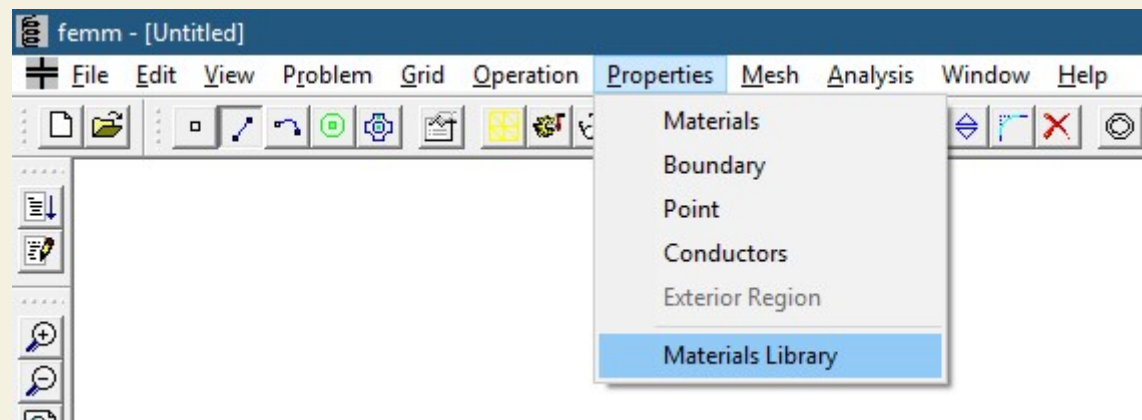 femm - [Untitled]
File Edit View Problem Grid Operation Properties Mesh Analysis Window Help
Materials
Boundary
Point
Conductors
Exterior Region
Materials Library